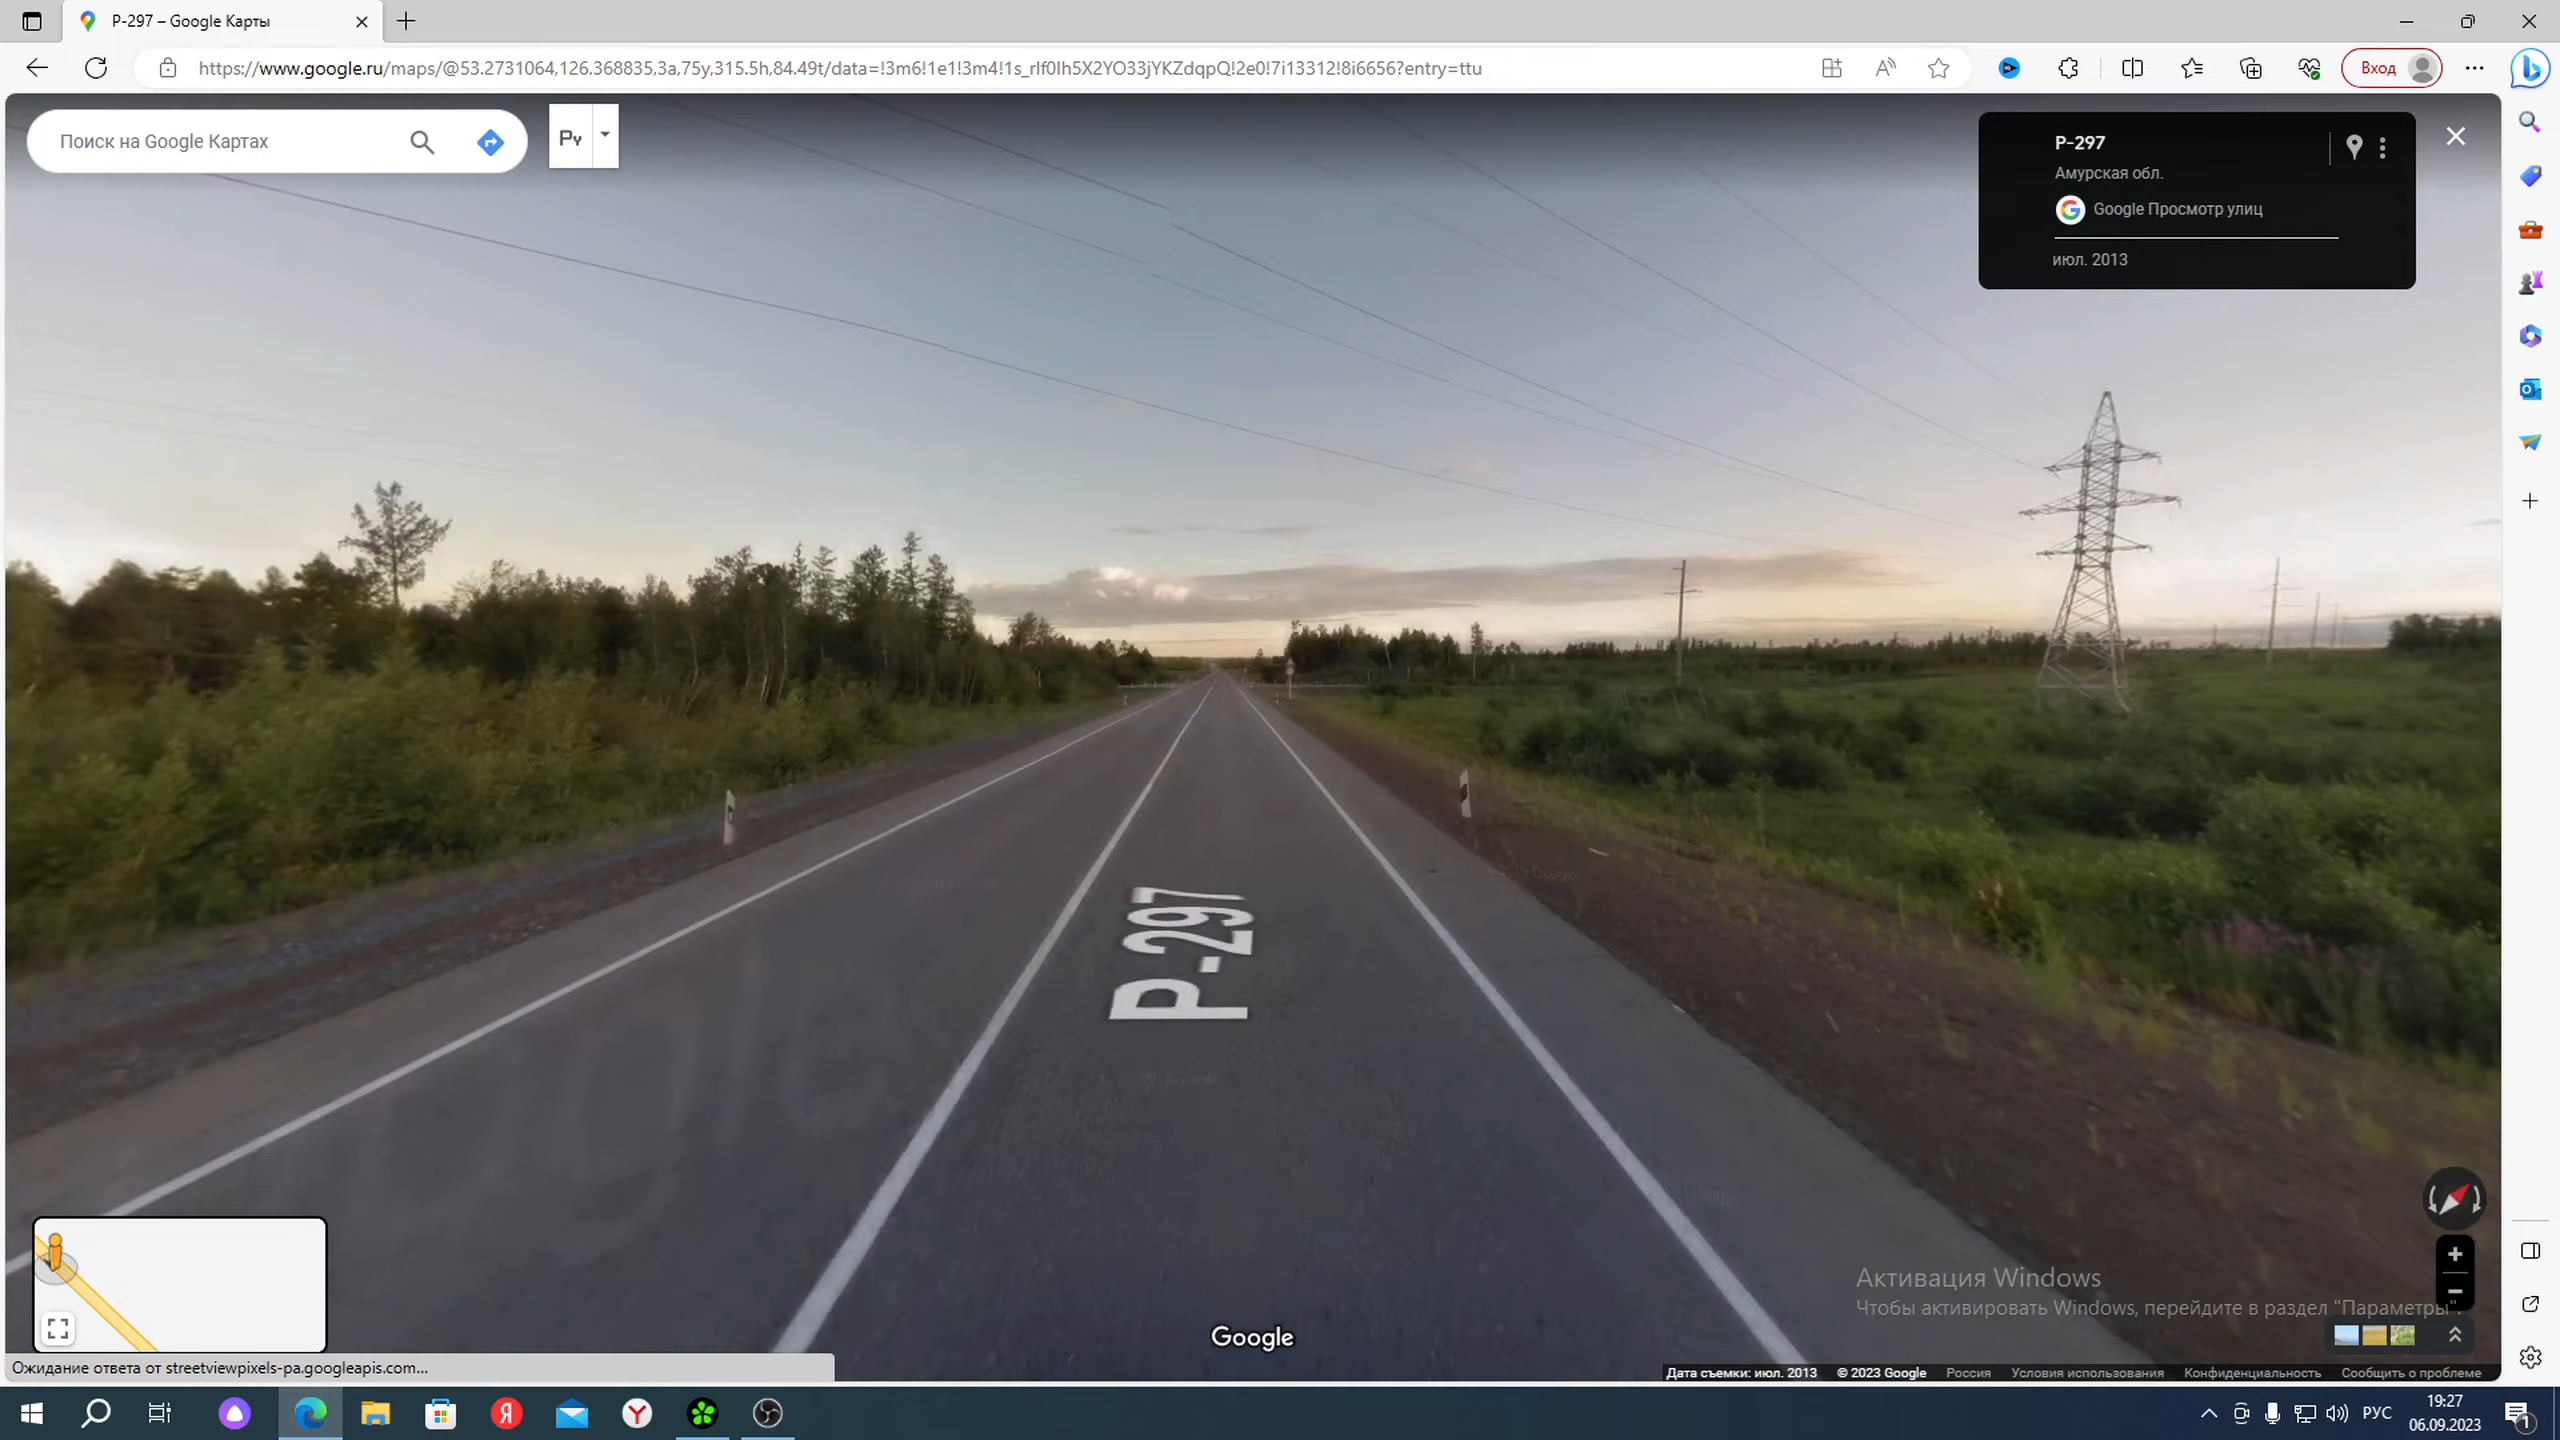 P-297 – Google Карты
https://www.google.ru/maps/@53.2731064,126.368835,3a,75y,315.5h,84.49t/data=!3m6!1e1!3m4!1s_rIf0Ih5X2YO33jYKZdqpQ!2e0!7i13312!8i6656?entry=ttu
Вход
Поиск на Google Картах
Ру
P-297
Амурская обл.
Google Просмотр улиц
июл. 2013
P-297
Активация Windows
Чтобы активировать Windows, перейдите в раздел "Параметры".
Google
Ожидание ответа от streetviewpixels-pa.googleapis.com...
Дата съемки: июл. 2013 © 2023 Google Россия Условия использования Конфиденциальность Сообщить о проблеме
РУС
19:27
06.09.2023
1